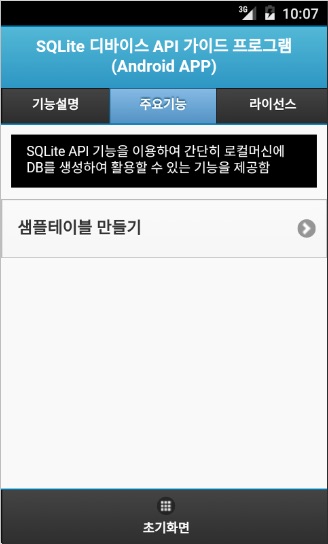 3G 10:07
SQLite 디바이스 API 가이드 프로그램
(Android APP)
기능설명 주요기능 라이선스
SQLite API 기능을 이용하여 간단히 로컬머신에
DB를 생성하여 활용할 수 있는 기능을 제공함
샘플테이블 만들기
초기화면